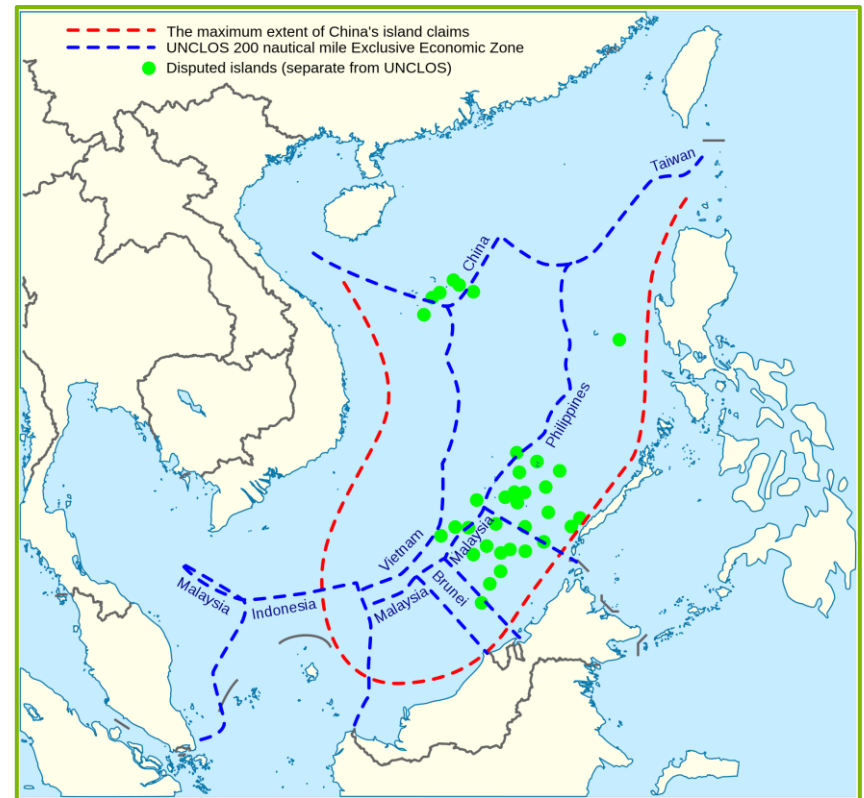 The maximum extent of China's island claims
UNCLOS 200 nautical mile Exclusive Economic Zone
Disputed islands (separate from UNCLOS)
Taiwan
China
Philippines
Vietnam
Malaysia
Malaysia
Indonesia
Malaysia
Brunei